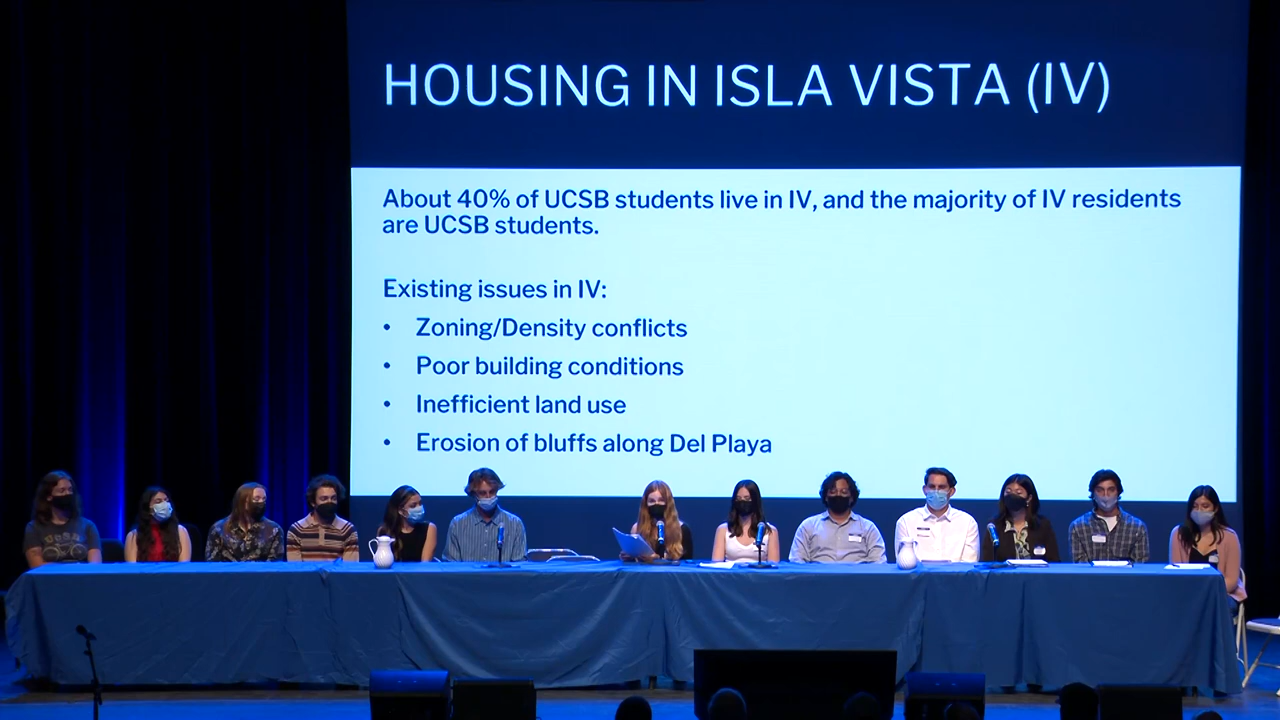 HOUSING IN ISLA VISTA (IV)
About 40% of UCSB students live in IV, and the majority of IV residents
are UCSB students.
Existing issues in IV:
• Zoning/Density conflicts
• Poor building conditions
• Inefficient land use
• Erosion of bluffs along Del Playa
UCSB